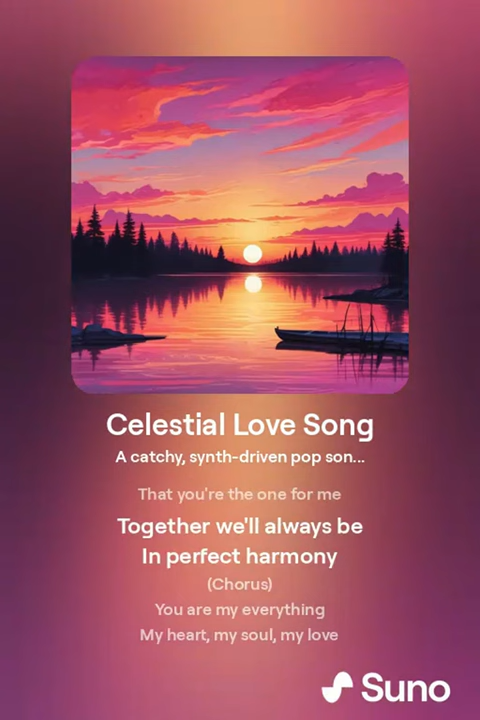 Celestial Love Song
A catchy, synth-driven pop son...
That you're the one for me
Together we'll always be
In perfect harmony
(Chorus)
You are my everything
My heart, my soul, my love
Suno